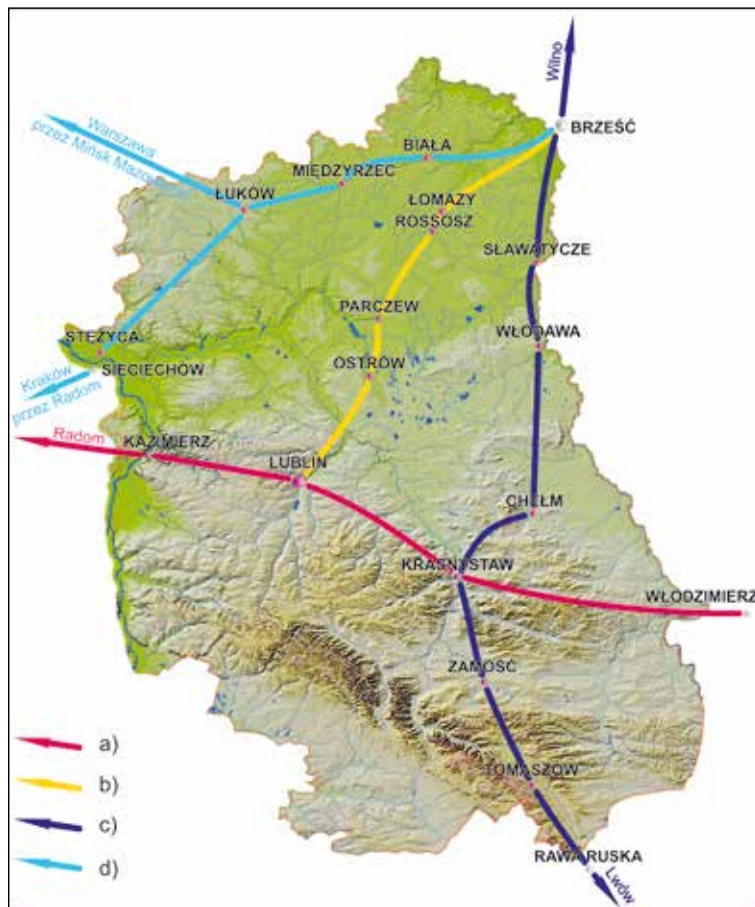 Wilno
BRZEŚĆ
Warszawa
przez Mińsk Mazow.
BIAŁA
MIĘDZYRZEC
ŁUKÓW
ŁOMAZY
ROSSOSZ
SŁAWATYCZE
PARCZEW
WŁODAWA
STEŻYCA
SIECIECHÓW
OSTRÓW
Kraków
przez Radom
Radom
KAZIMIERZ
LUBLIN
CHEŁM
KRASNYSTAW
WŁODZIMIERZ
ZAMOŚĆ
a)
b)
TOMASZÓW
c)
d)
RAWA RUSKA
Lwów